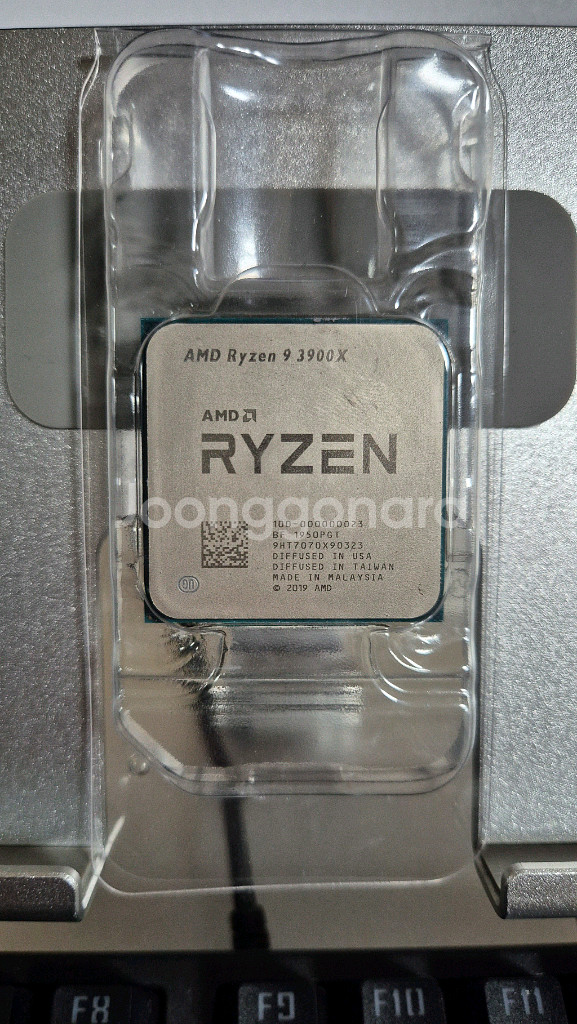 AMD Ryzen 9 3900X
AMD
RYZEN
joonggonara
100-000000023
BF 1950PGT
9HT7070X90323
DIFFUSED IN USA
DIFFUSED IN TAIWAN
MADE IN MALAYSIA
© 2019 AMD
F8
F9
F10
F11